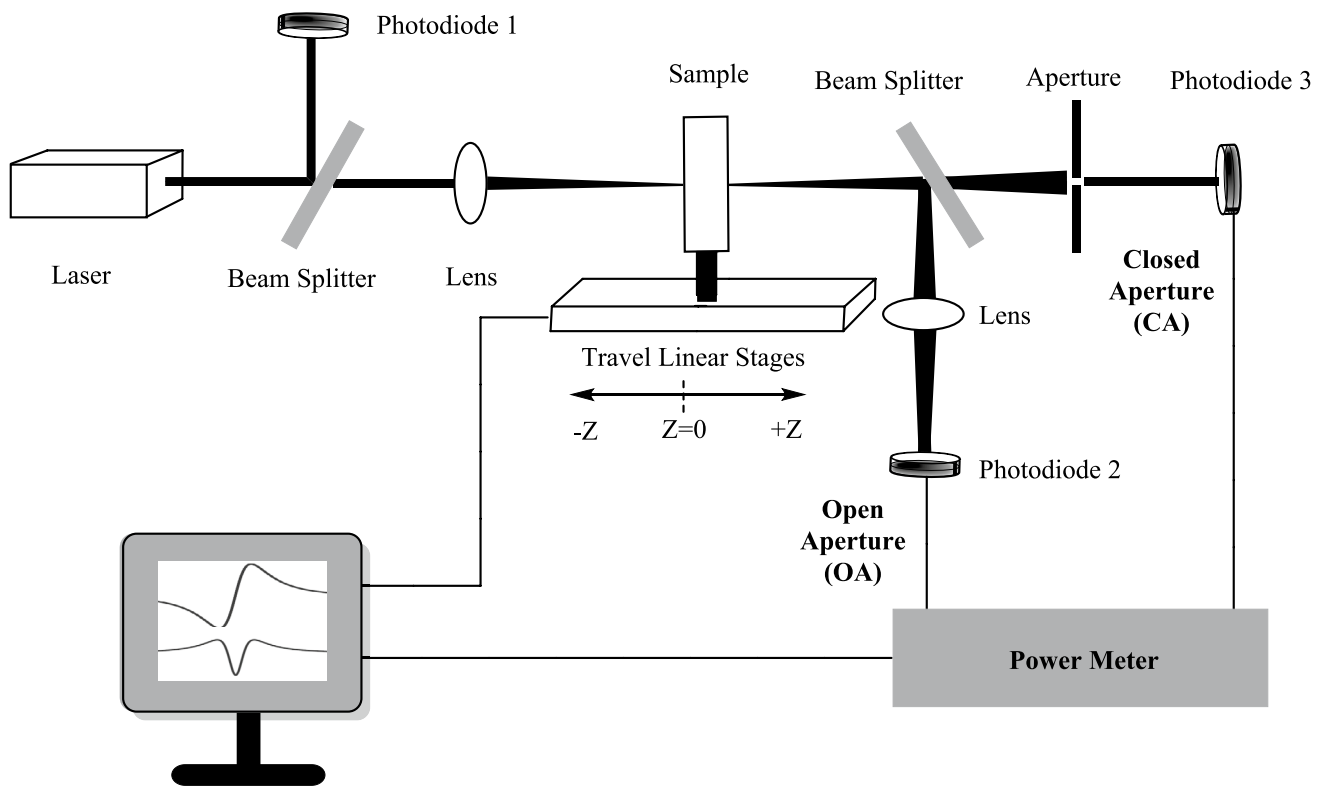 Photodiode 1
Sample
Beam Splitter
Aperture
Photodiode 3
Laser
Beam Splitter
Lens
Closed
Aperture
(CA)
Lens
Travel Linear Stages
-Z
Z=0
+Z
Photodiode 2
Open
Aperture
(OA)
Power Meter